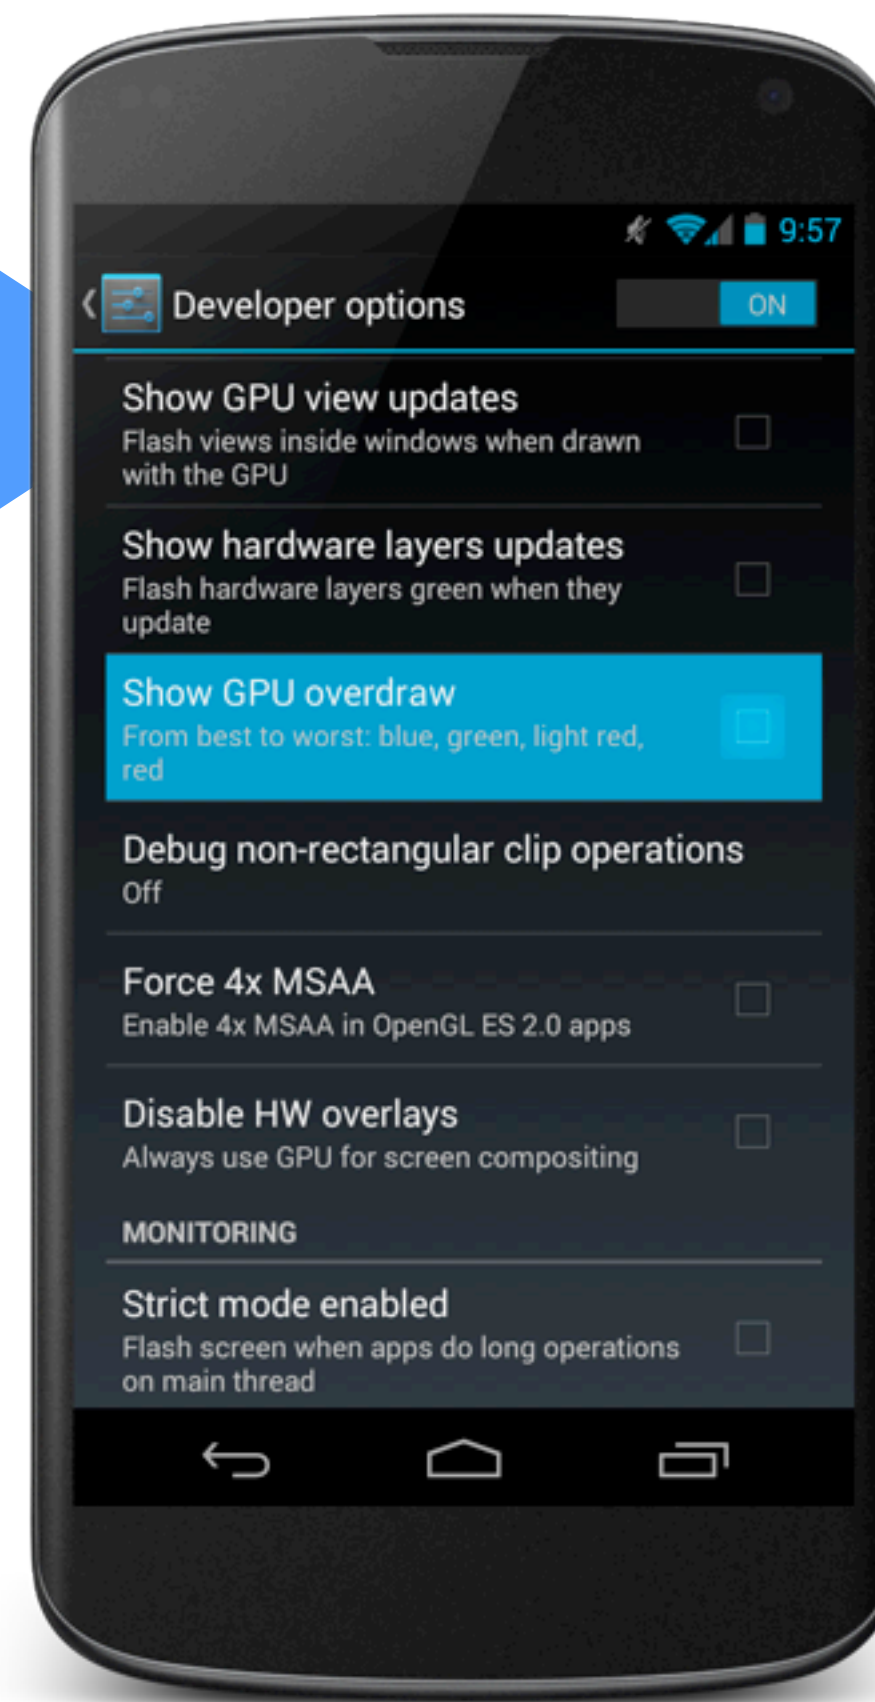 9:57
Developer options
ON
Show GPU view updates
Flash views inside windows when drawn
with the GPU
Show hardware layers updates
Flash hardware layers green when they
update
Show GPU overdraw
From best to worst: blue, green, light red,
red
Debug non-rectangular clip operations
Off
Force 4x MSAA
Enable 4x MSAA in OpenGL ES 2.0 apps
Disable HW overlays
Always use GPU for screen compositing
MONITORING
Strict mode enabled
Flash screen when apps do long operations
on main thread